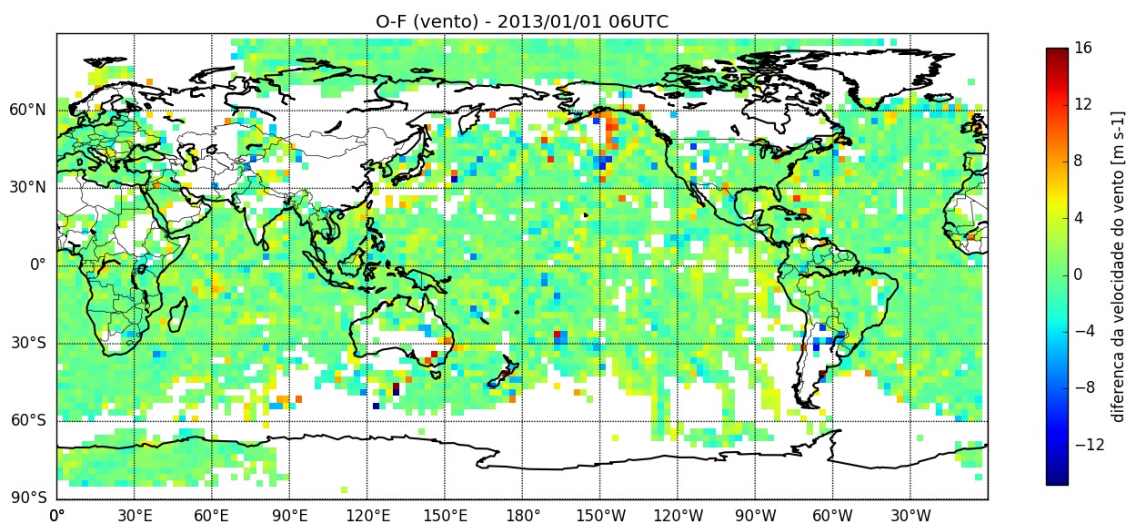 O-F (vento) - 2013/01/01 06UTC
60°N
30°N
0°
30°S
60°S
90°S
0°
30°E
60°E
90°E
120°E
150°E
180°
150°W
120°W
90°W
60°W
30°W
16
12
8
4
0
−4
−8
−12
diferenca da velocidade do vento [m s-1]